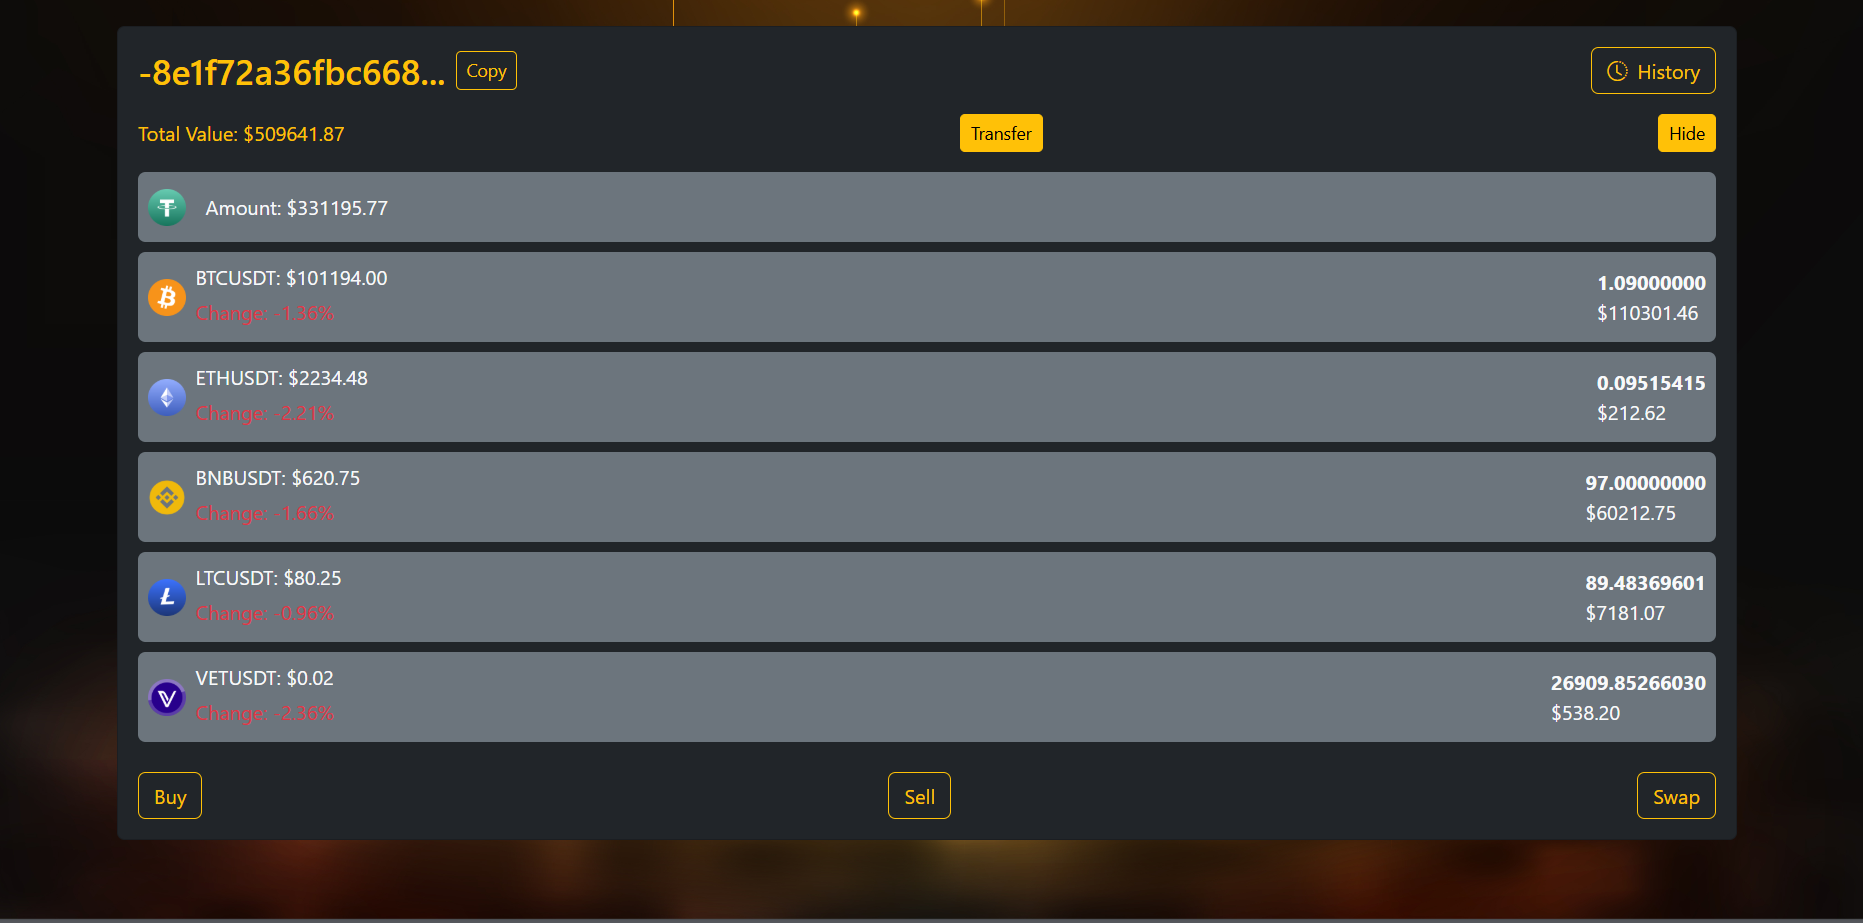 -8e1f72a36fbc668...
Copy
History
Total Value: $509641.87
Transfer
Hide
Amount: $331195.77
BTCUSDT: $101194.00
Change: -1.36%
1.09000000
$110301.46
ETHUSDT: $2234.48
Change: -2.21%
0.09515415
$212.62
BNBUSDT: $620.75
Change: -1.66%
97.00000000
$60212.75
LTCUSDT: $80.25
Change: -0.96%
89.48369601
$7181.07
VETUSDT: $0.02
Change: -2.36%
26909.85266030
$538.20
Buy
Sell
Swap